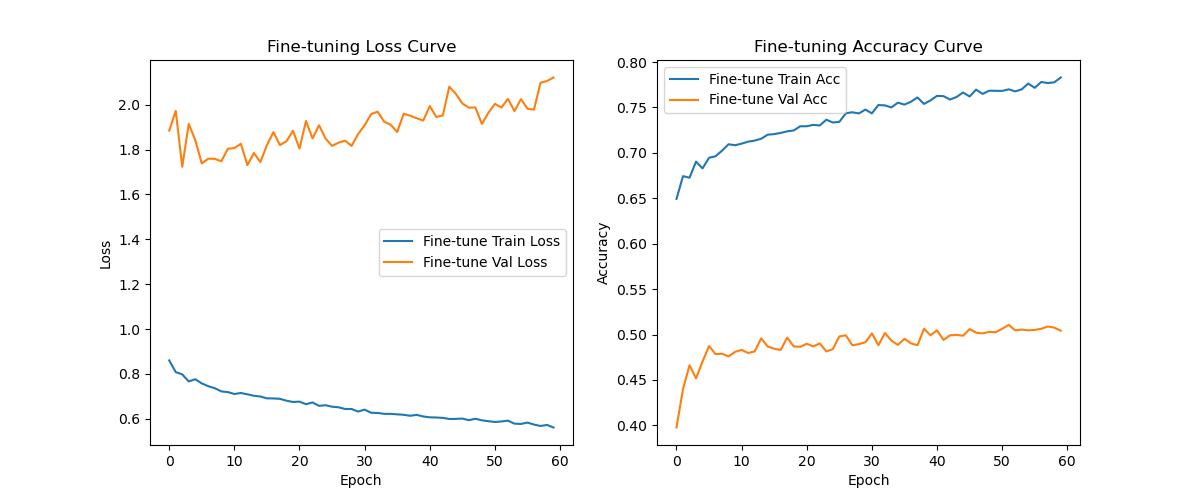 Fine-tuning Loss Curve
2.0
1.8
1.6
1.4
1.2
1.0
0.8
0.6
Loss
Fine-tune Train Loss
Fine-tune Val Loss
0 10 20 30 40 50 60
Epoch
Fine-tuning Accuracy Curve
0.80
0.75
0.70
0.65
0.60
0.55
0.50
0.45
0.40
Accuracy
Fine-tune Train Acc
Fine-tune Val Acc
0 10 20 30 40 50 60
Epoch